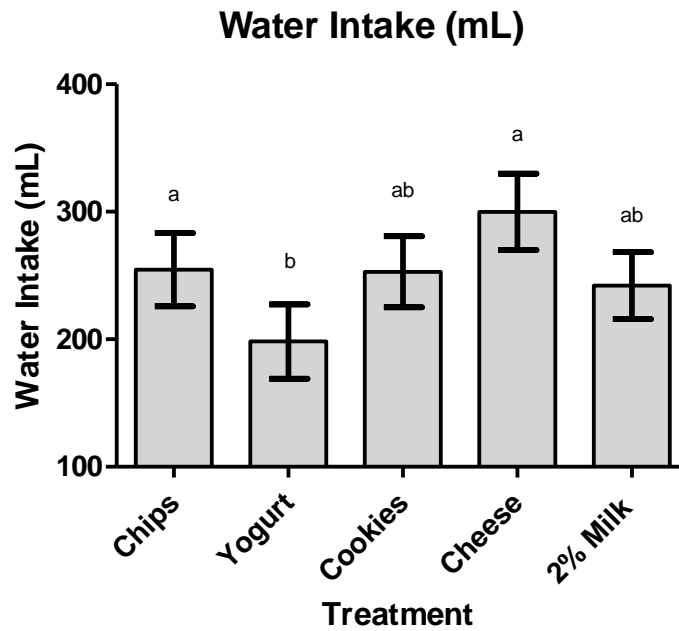 Water Intake (mL)
Water Intake (mL)
400
300
200
100
a
b
ab
a
ab
Chips
Yogurt
Cookies
Cheese
2% Milk
Treatment